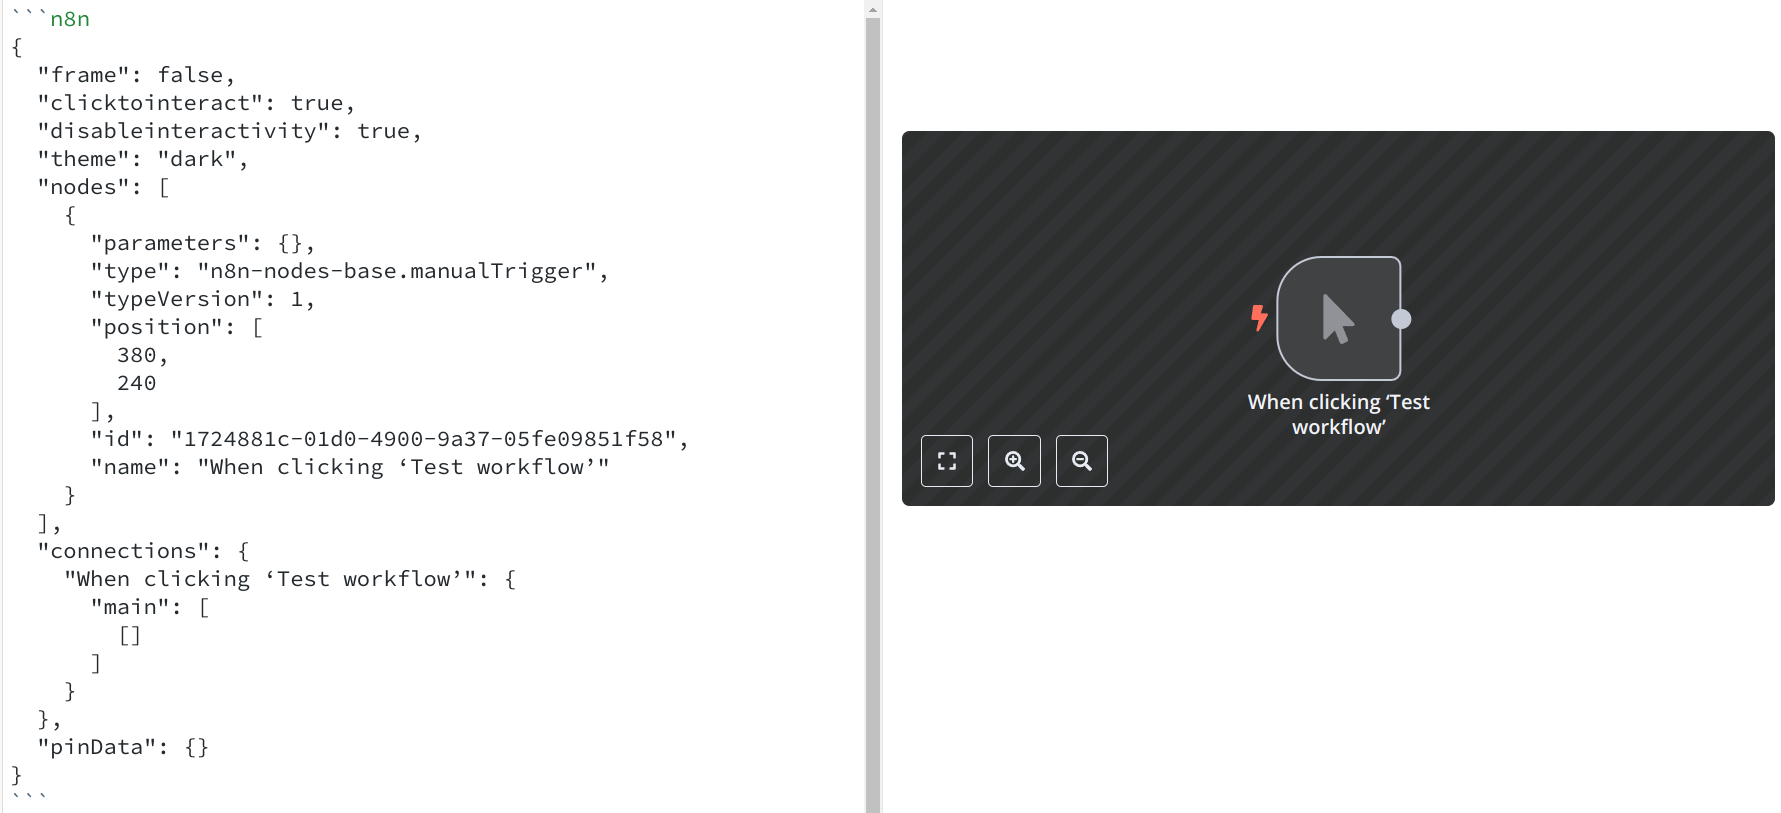 ```n8n
{
  "frame": false,
  "clicktointeract": true,
  "disableinteractivity": true,
  "theme": "dark",
  "nodes": [
    {
      "parameters": {},
      "type": "n8n-nodes-base.manualTrigger",
      "typeVersion": 1,
      "position": [
        380,
        240
      ],
      "id": "1724881c-01d0-4900-9a37-05fe09851f58",
      "name": "When clicking ‘Test workflow’"
    }
  ],
  "connections": {
    "When clicking ‘Test workflow’": {
      "main": [
        []
      ]
    }
  },
  "pinData": {}
}
```
When clicking ‘Test
workflow’